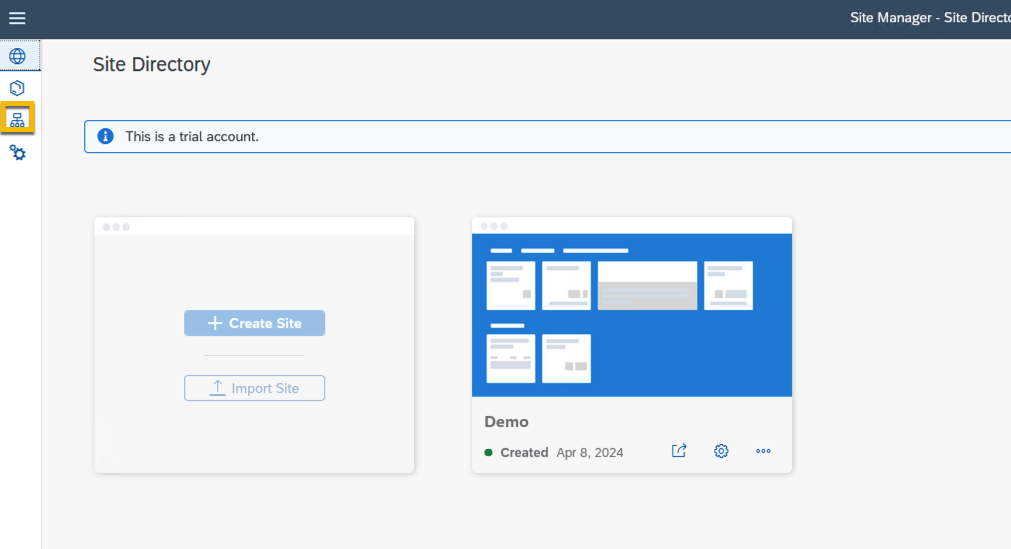 Site Manager - Site Directo
Site Directory
This is a trial account.
Create Site
Import Site
Demo
Created Apr 8, 2024